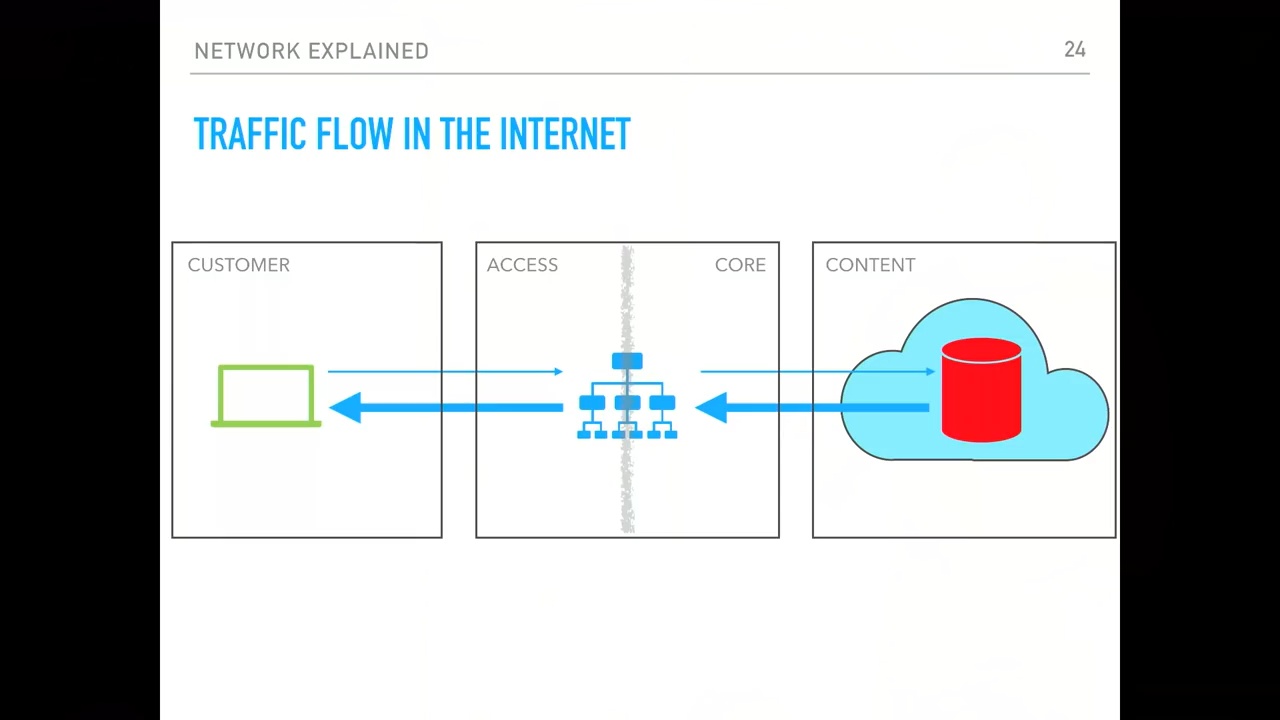 NETWORK EXPLAINED
24
TRAFFIC FLOW IN THE INTERNET
CUSTOMER
ACCESS
CORE
CONTENT